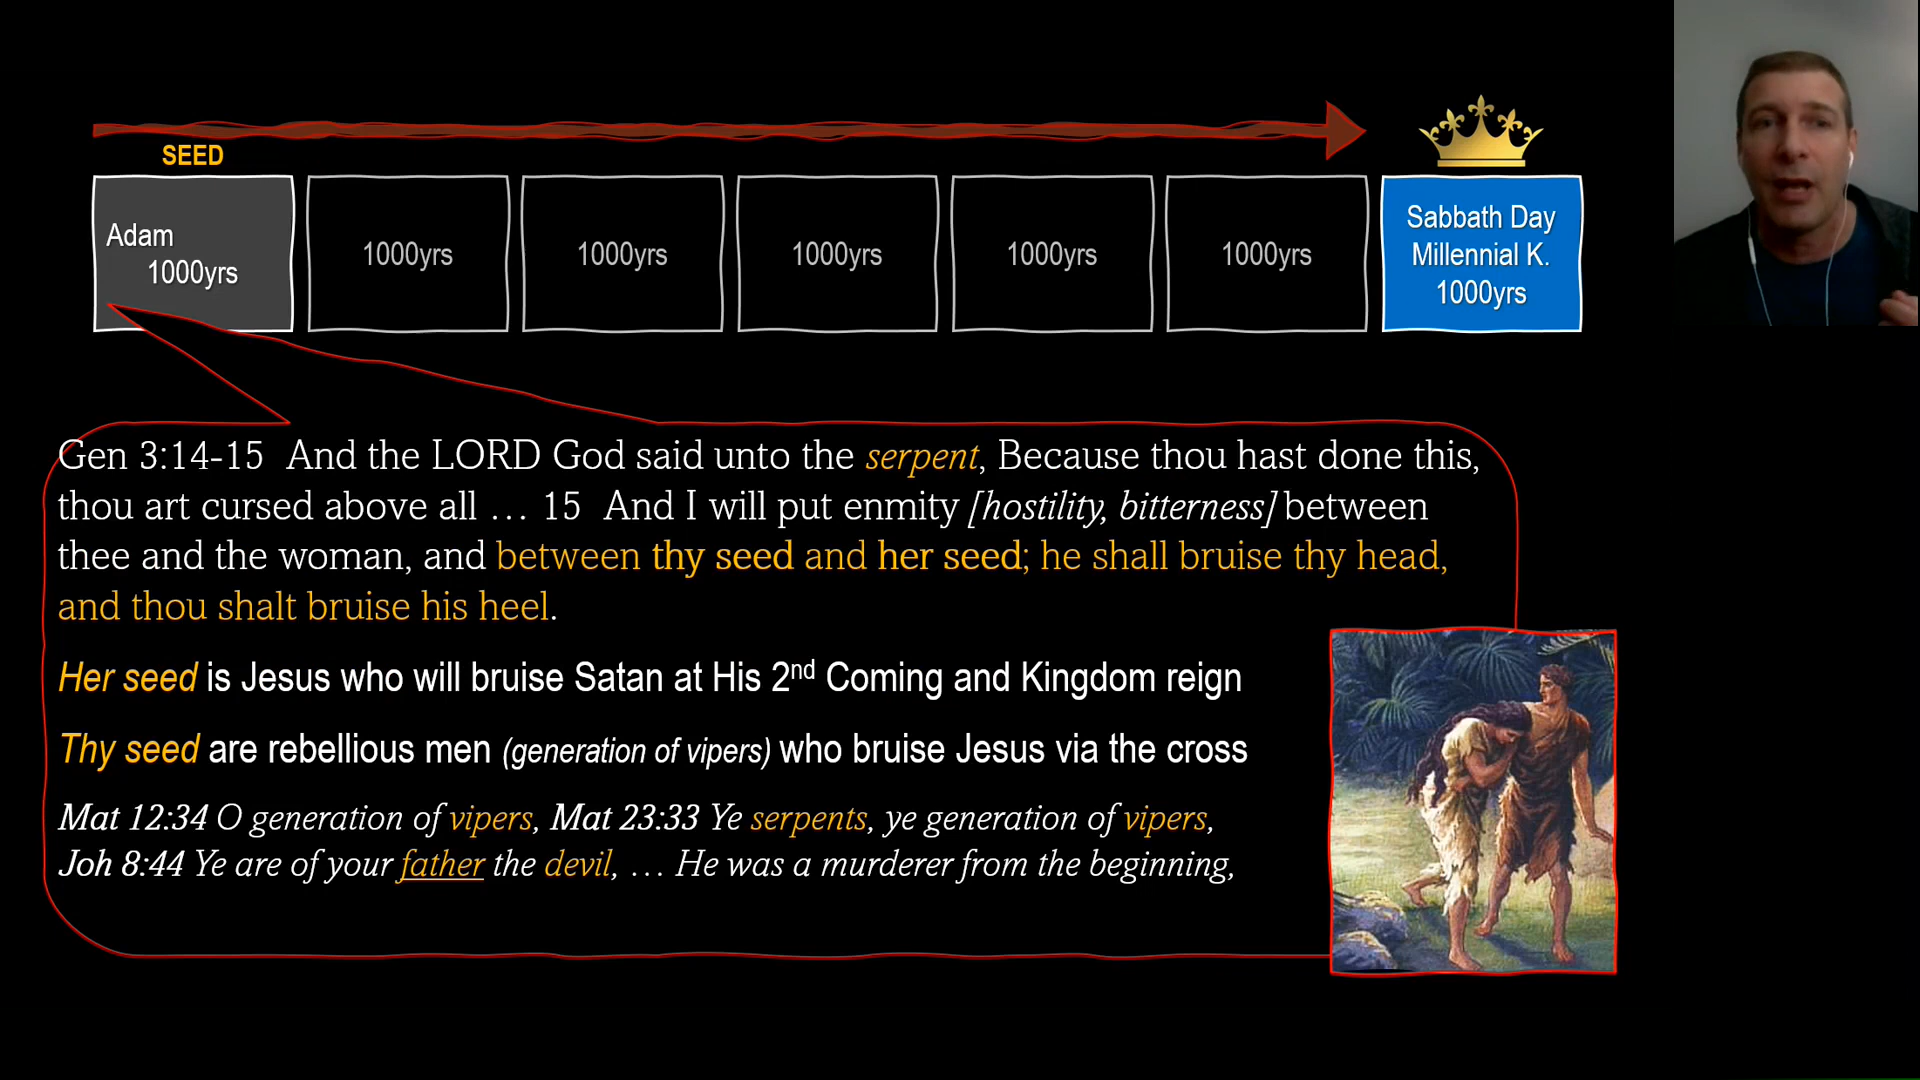 SEED
Adam
1000yrs
1000yrs
1000yrs
1000yrs
1000yrs
1000yrs
Sabbath Day
Millennial K.
1000yrs
Gen 3:14-15 And the LORD God said unto the serpent, Because thou hast done this,
thou art cursed above all … 15 And I will put enmity [hostility, bitterness] between
thee and the woman, and between thy seed and her seed; he shall bruise thy head,
and thou shalt bruise his heel.
Her seed is Jesus who will bruise Satan at His 2nd Coming and Kingdom reign
Thy seed are rebellious men (generation of vipers) who bruise Jesus via the cross
Mat 12:34 O generation of vipers, Mat 23:33 Ye serpents, ye generation of vipers,
Joh 8:44 Ye are of your father the devil, … He was a murderer from the beginning,